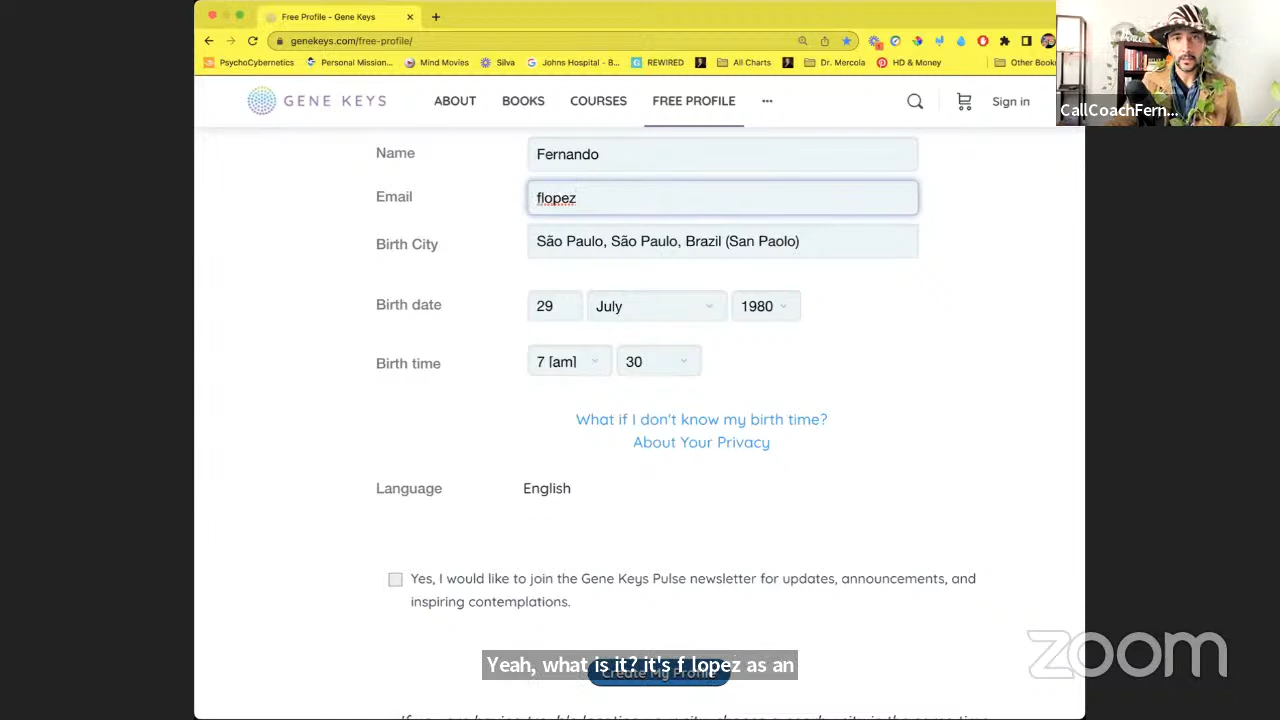 Free Profile - Gene Keys
genekeys.com/free-profile/
PsychoCybernetics
Personal Mission...
Mind Movies
Silva
Johns Hospital - B...
REWIRED
All Charts
Dr. Mercola
HD & Money
Other Book
GENE KEYS
ABOUT
BOOKS
COURSES
FREE PROFILE
Sign in
CallCoachFern...
Name
Fernando
Email
flopez
Birth City
São Paulo, São Paulo, Brazil (San Paolo)
Birth date
29
July
1980
Birth time
7 [am]
30
What if I don't know my birth time?
About Your Privacy
Language
English
Yes, I would like to join the Gene Keys Pulse newsletter for updates, announcements, and
inspiring contemplations.
Create My Profile
Yeah, what is it? it's f lopez as an
zoom